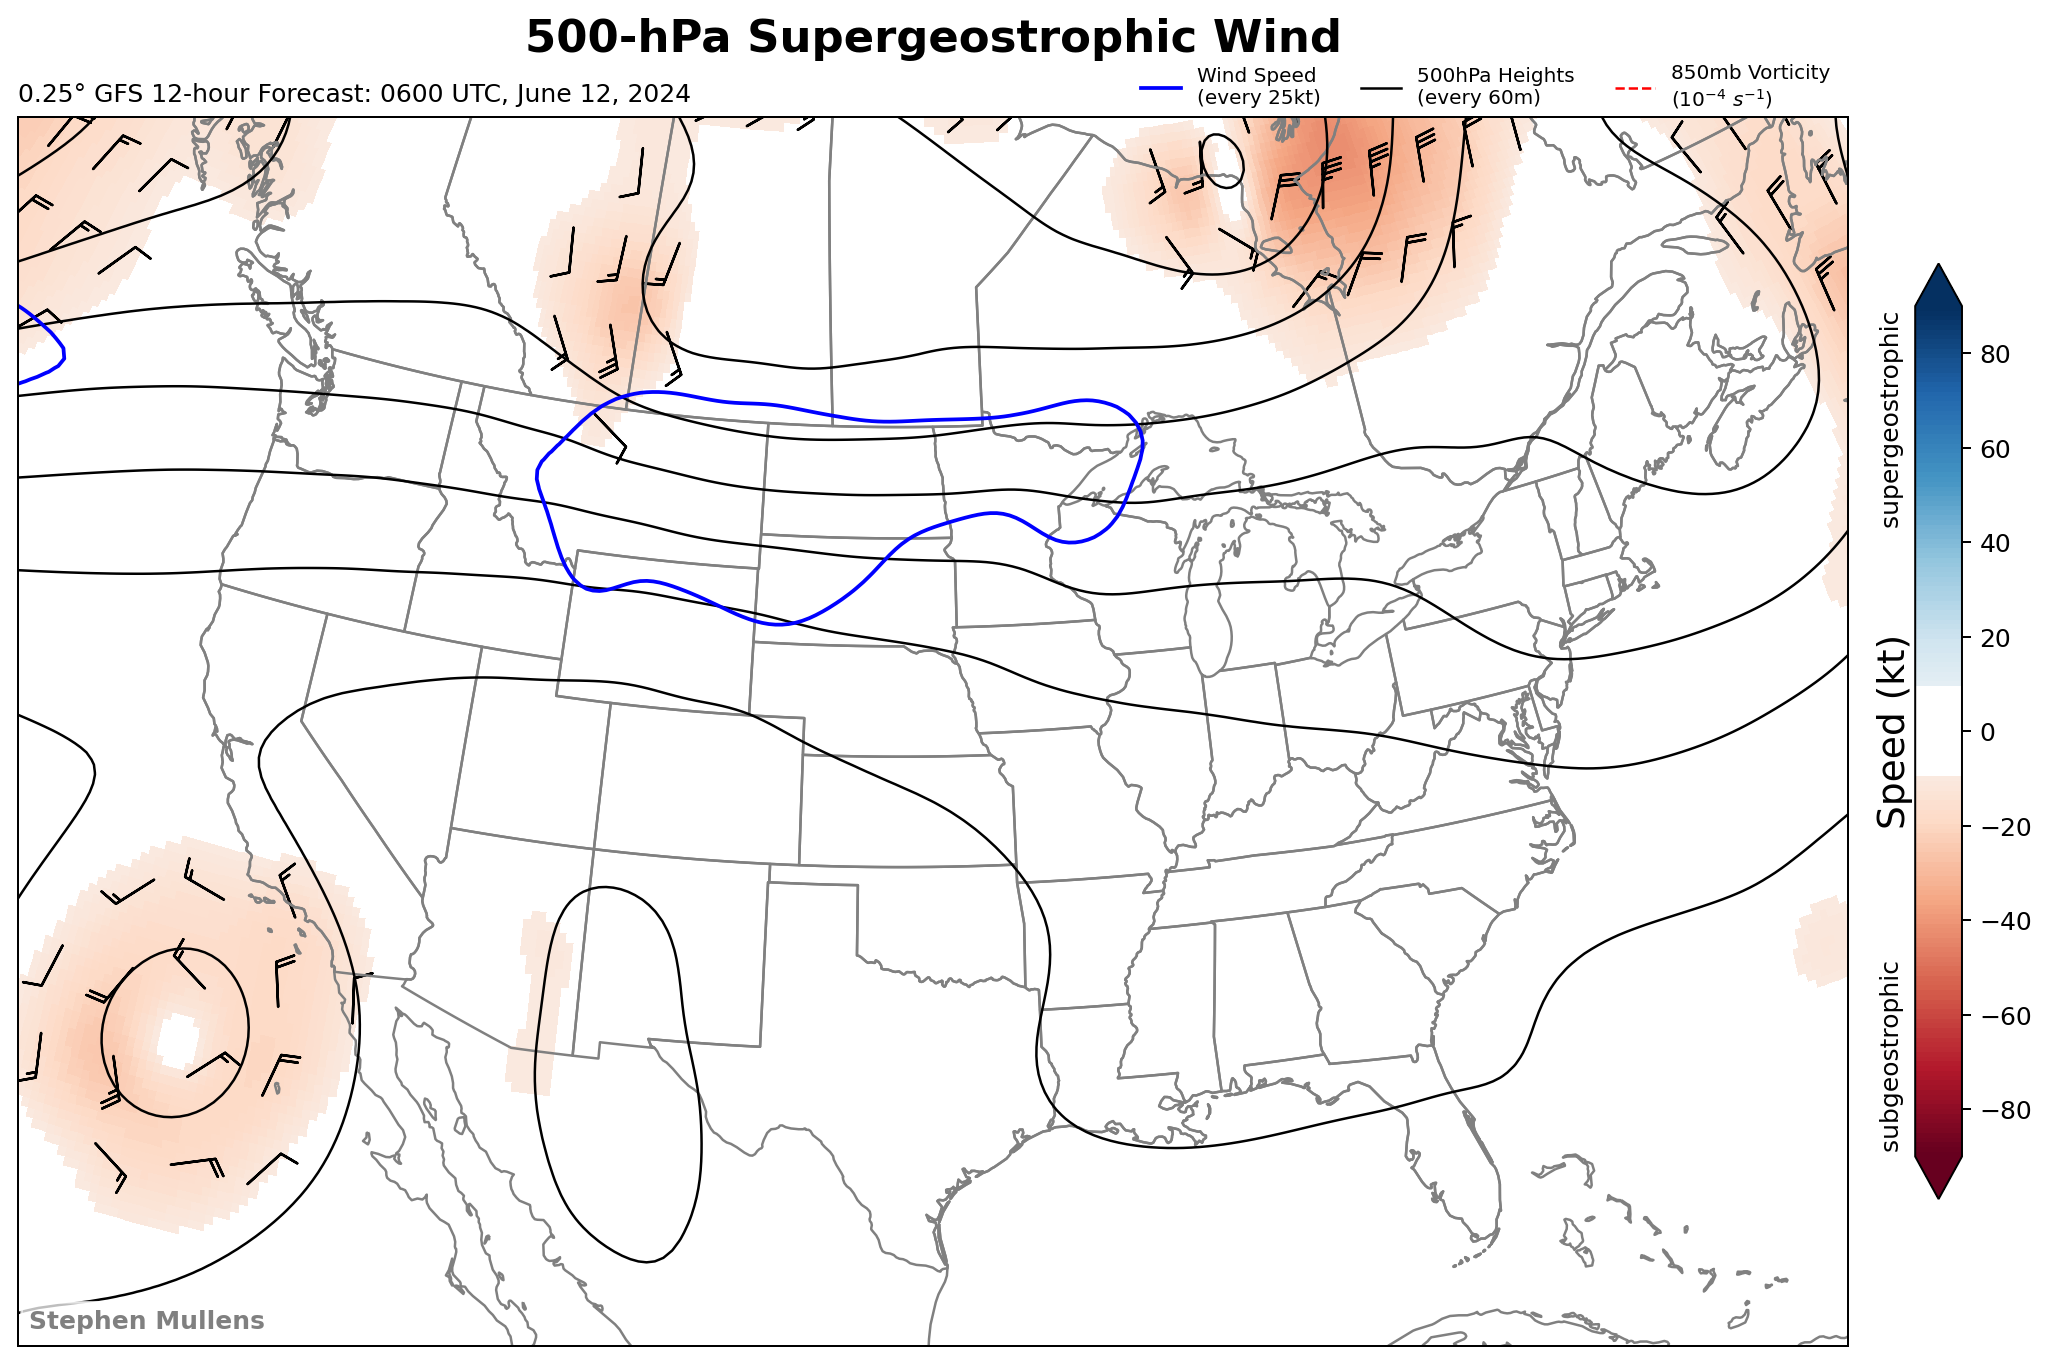 500-hPa Supergeostrophic Wind
0.25° GFS 12-hour Forecast: 0600 UTC, June 12, 2024
Wind Speed
(every 25kt)
500hPa Heights
(every 60m)
850mb Vorticity
(10⁻⁴ s⁻¹)
supergeostrophic
Speed (kt)
subgeostrophic
80
60
40
20
0
−20
−40
−60
−80
Stephen Mullens